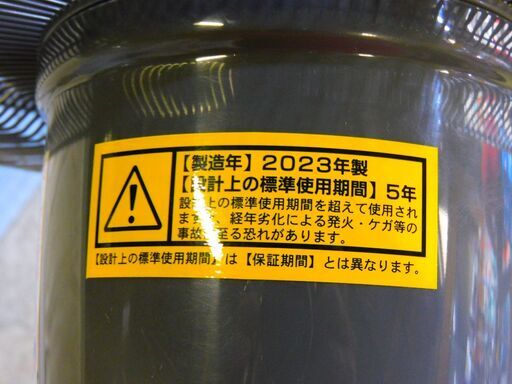 【製造年】2023年製
【設計上の標準使用期間】5年
設計上の標準使用期間を超えて使用され
ますと、経年劣化による発火・ケガ等の
事故に至る恐れがあります。
【設計上の標準使用期間】は【保証期間】とは異なります。